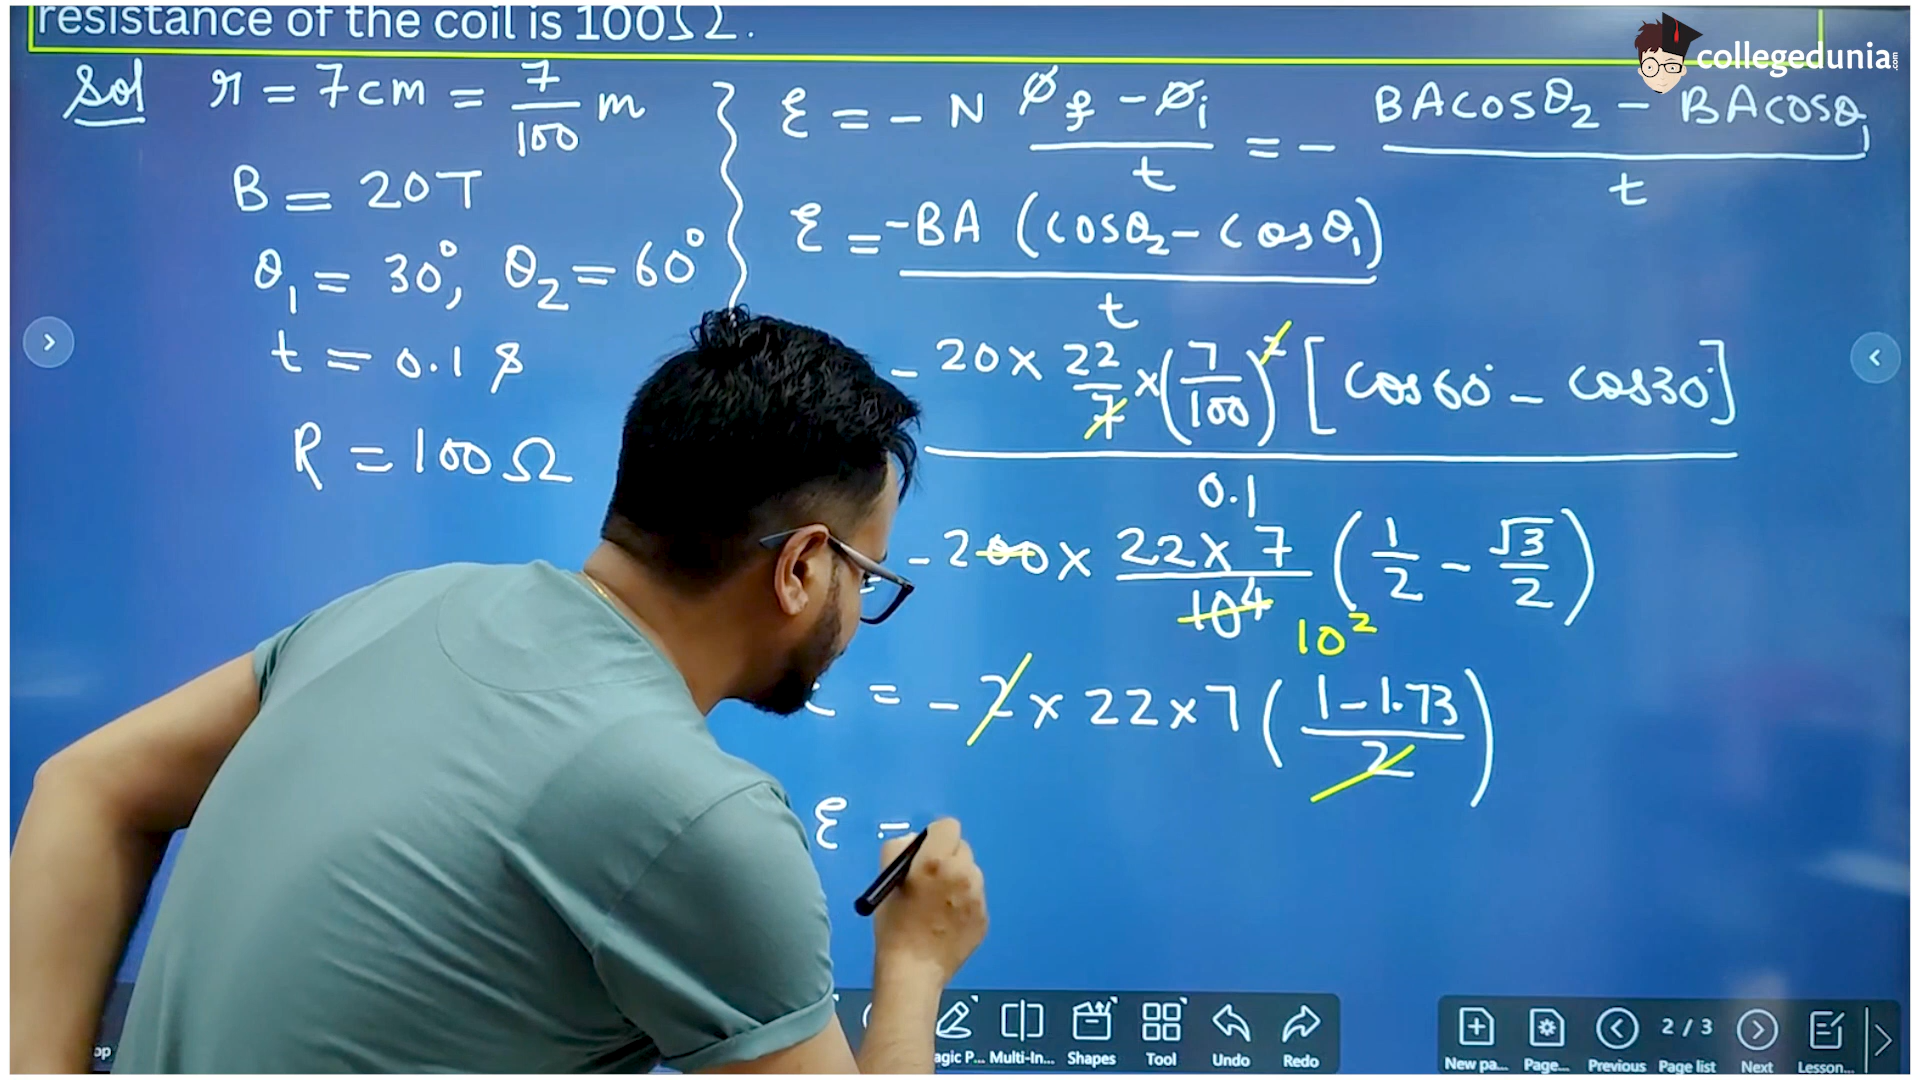 resistance of the coil is 100Ω.
collegedunia.com
Sol r = 7cm = 7/100 m
B = 20T
θ₁ = 30°, θ₂ = 60°
t = 0.1 s
R = 100Ω
ε = - N (φf - φi)/t = - (BAcosθ₂ - BAcosθ₁)/t
ε = -BA (cosθ₂ - cosθ₁)/t
- 20 × 22/7 × (7/100)² [cos60° - cos30°]
0.1
= - 200 × 22×7/10⁴ (1/2 - √3/2)
10²
= - 2 × 22 × 7 ((1-1.73)/2)
ε =
Multi-In... Shapes Tool Undo Redo
New pa... Page... Previous 2 / 3 Page list Next Lesson...